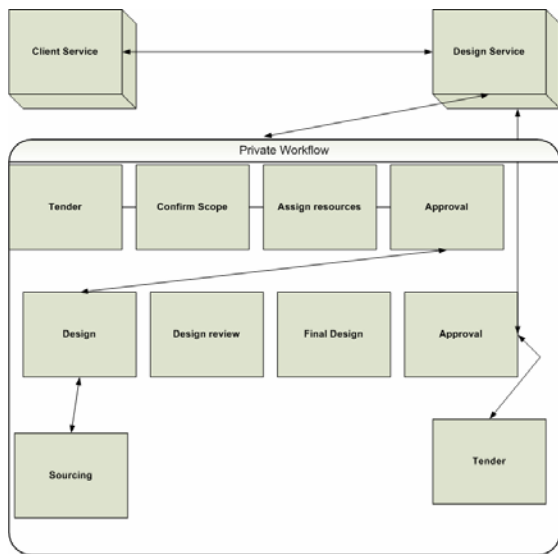 Client Service
Design Service
Private Workflow
Tender
Confirm Scope
Assign resources
Approval
Design
Design review
Final Design
Approval
Sourcing
Tender